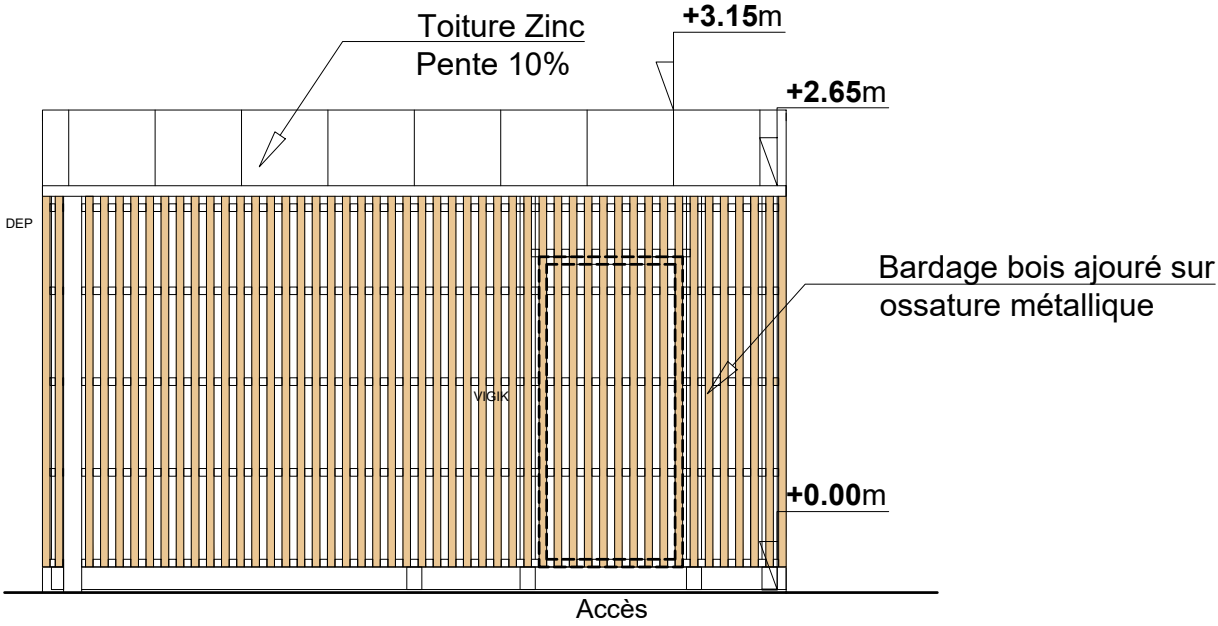 Toiture Zinc
Pente 10%
+3.15m
+2.65m
DEP
Bardage bois ajouré sur
ossature métallique
VIGIK
+0.00m
Accès